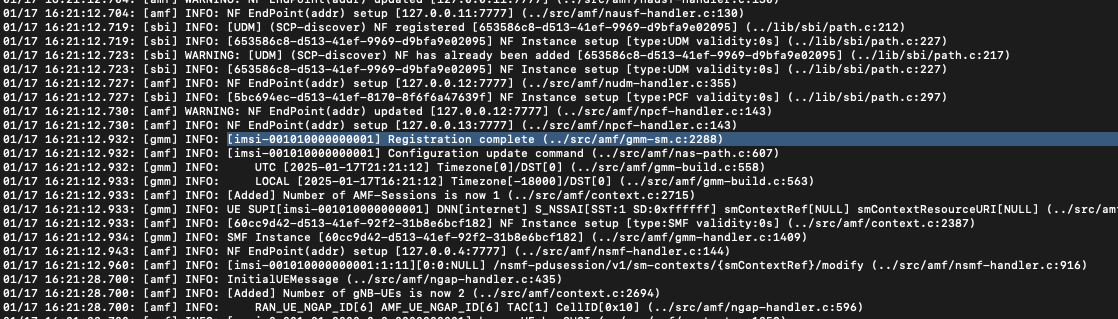 01/17 16:21:12.704: [amf] INFO: NF EndPoint(addr) setup [127.0.0.11:7777] (../src/amf/nausf-handler.c:130)
01/17 16:21:12.719: [sbi] INFO: [UDM] (SCP-discover) NF registered [653586c8-d513-41ef-9969-d9bfa9e02095] (../lib/sbi/path.c:212)
01/17 16:21:12.723: [sbi] INFO: [653586c8-d513-41ef-9969-d9bfa9e02095] NF Instance setup [type:UDM validity:0s] (../lib/sbi/path.c:227)
01/17 16:21:12.723: [sbi] WARNING: [UDM] (SCP-discover) NF has already been added [653586c8-d513-41ef-9969-d9bfa9e02095] (../lib/sbi/path.c:217)
01/17 16:21:12.723: [sbi] INFO: [653586c8-d513-41ef-9969-d9bfa9e02095] NF Instance setup [type:UDM validity:0s] (../lib/sbi/path.c:227)
01/17 16:21:12.727: [amf] INFO: NF EndPoint(addr) setup [127.0.0.12:7777] (../src/amf/nudm-handler.c:355)
01/17 16:21:12.727: [sbi] INFO: [5bc694ec-d513-41ef-8170-8f6f6a47639f] NF Instance setup [type:PCF validity:0s] (../lib/sbi/path.c:297)
01/17 16:21:12.730: [amf] WARNING: NF EndPoint(addr) updated [127.0.0.12:7777] (../src/amf/npcf-handler.c:143)
01/17 16:21:12.730: [amf] INFO: NF EndPoint(addr) setup [127.0.0.13:7777] (../src/amf/npcf-handler.c:143)
01/17 16:21:12.932: [gmm] INFO: [imsi-001010000000001] Registration complete (../src/amf/gmm-sm.c:2288)
01/17 16:21:12.932: [amf] INFO: [imsi-001010000000001] Configuration update command (../src/amf/nas-path.c:607)
01/17 16:21:12.932: [gmm] INFO:     UTC [2025-01-17T21:21:12] Timezone[0]/DST[0] (../src/amf/gmm-build.c:558)
01/17 16:21:12.932: [gmm] INFO:     LOCAL [2025-01-17T16:21:12] Timezone[-18000]/DST[0] (../src/amf/gmm-build.c:563)
01/17 16:21:12.933: [amf] INFO: [Added] Number of AMF-Sessions is now 1 (../src/amf/context.c:2715)
01/17 16:21:12.933: [gmm] INFO: UE SUPI[imsi-001010000000001] DNN[internet] S_NSSAI[SST:1 SD:0xffffff] smContextRef[NULL] smContextResourceURI[NULL] (../src/am
01/17 16:21:12.933: [gmm] INFO: [60cc9d42-d513-41ef-92f2-31b8e6bcf182] NF Instance setup [type:SMF validity:0s] (../src/amf/context.c:2387)
01/17 16:21:12.934: [gmm] INFO: SMF Instance [60cc9d42-d513-41ef-92f2-31b8e6bcf182] (../src/amf/gmm-handler.c:1409)
01/17 16:21:12.943: [amf] INFO: NF EndPoint(addr) setup [127.0.0.4:7777] (../src/amf/nsmf-handler.c:144)
01/17 16:21:12.960: [amf] INFO: [imsi-001010000000001:1:11][0:0:NULL] /nsmf-pdusession/v1/sm-contexts/{smContextRef}/modify (../src/amf/nsmf-handler.c:916)
01/17 16:21:28.700: [amf] INFO: InitialUEMessage (../src/amf/ngap-handler.c:435)
01/17 16:21:28.700: [amf] INFO: [Added] Number of gNB-UEs is now 2 (../src/amf/context.c:2694)
01/17 16:21:28.700: [amf] INFO:     RAN_UE_NGAP_ID[6] AMF_UE_NGAP_ID[6] TAC[1] CellID[0x10] (../src/amf/ngap-handler.c:596)